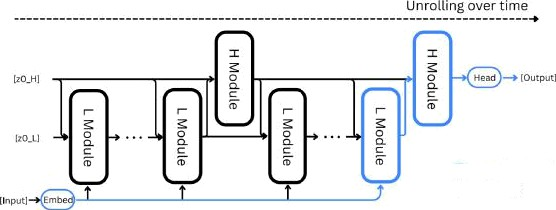 Unrolling over time
[z0_H]
H Module
H Module
Head
[Output]
[z0_L]
L Module
L Module
L Module
L Module
[Input]
Embed